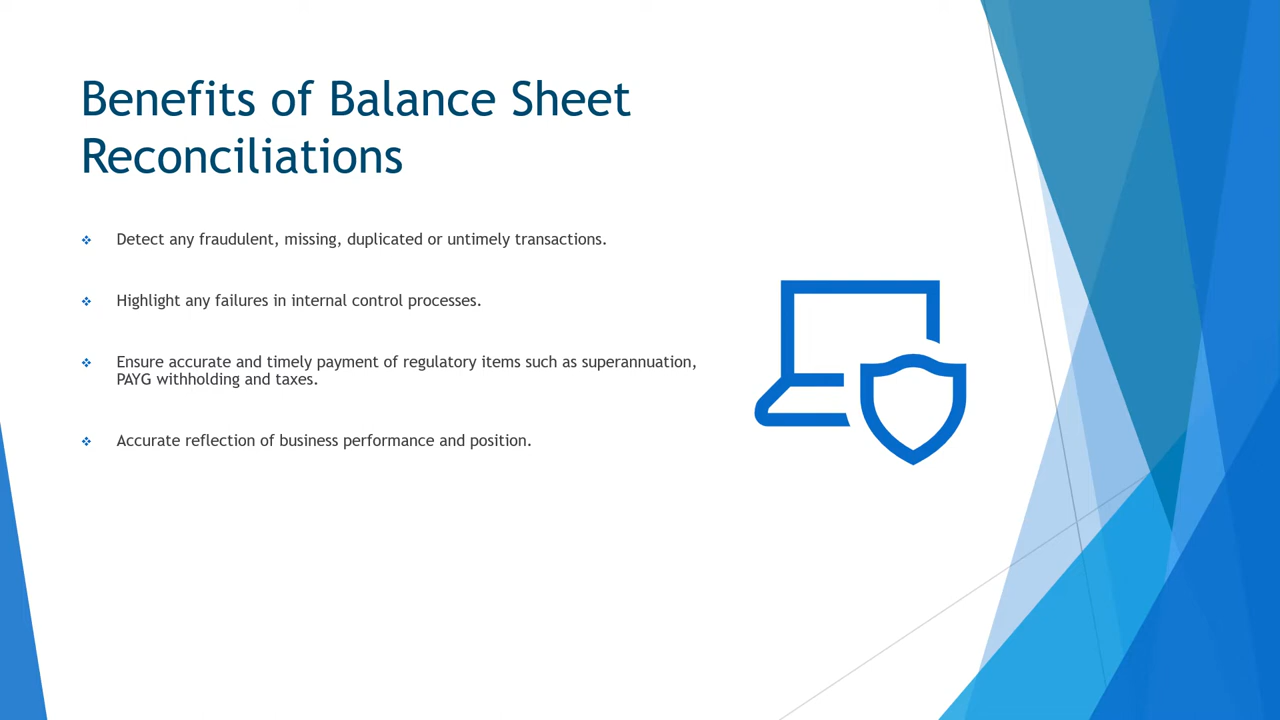 Benefits of Balance Sheet
Reconciliations
Detect any fraudulent, missing, duplicated or untimely transactions.
Highlight any failures in internal control processes.
Ensure accurate and timely payment of regulatory items such as superannuation,
PAYG withholding and taxes.
Accurate reflection of business performance and position.